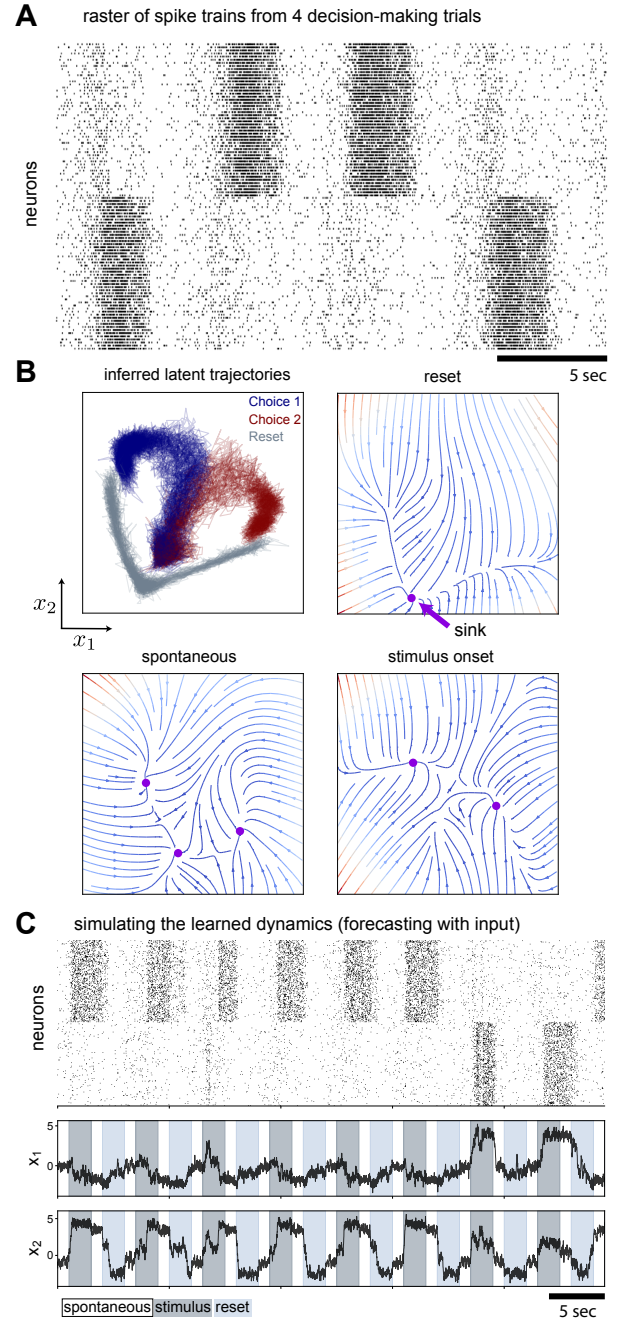 A raster of spike trains from 4 decision-making trials
neurons
5 sec
B
inferred latent trajectories
reset
Choice 1
Choice 2
Reset
x₂
x₁
sink
spontaneous
stimulus onset
C simulating the learned dynamics (forecasting with input)
neurons
5
0
x₁
5
0
x₂
spontaneous stimulus reset
5 sec